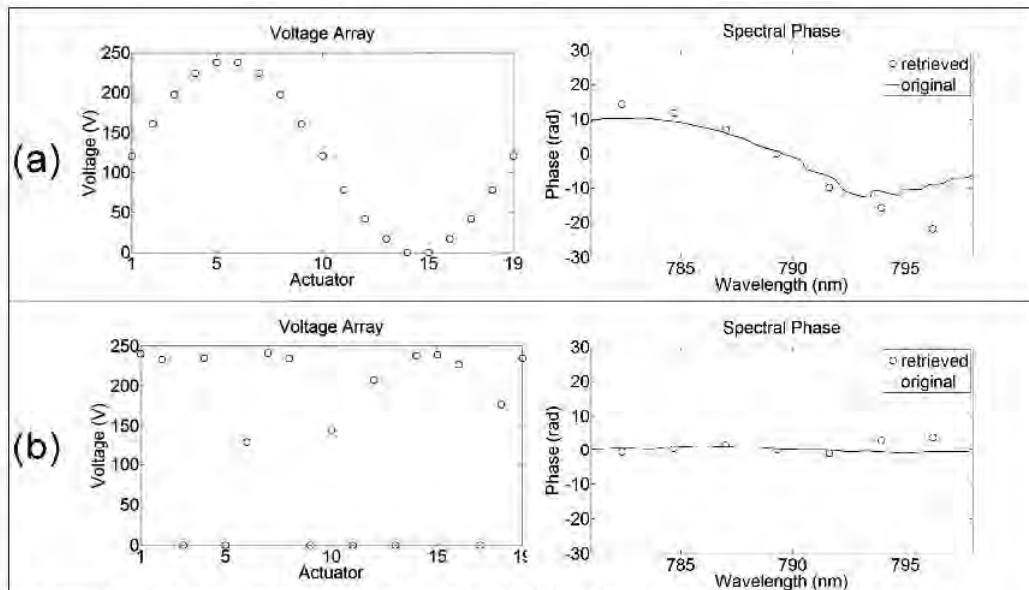 (a)
Voltage Array
Voltage (V)
250
200
150
100
50
0
1
5
10
15
19
Actuator
Spectral Phase
Phase (rad)
30
20
10
0
-10
-20
-30
785
790
795
Wavelength (nm)
retrieved
original
(b)
Voltage Array
Voltage (V)
250
200
150
100
50
0
1
5
10
15
19
Actuator
Spectral Phase
Phase (rad)
30
20
10
0
-10
-20
-30
785
790
795
Wavelength (nm)
retrieved
original